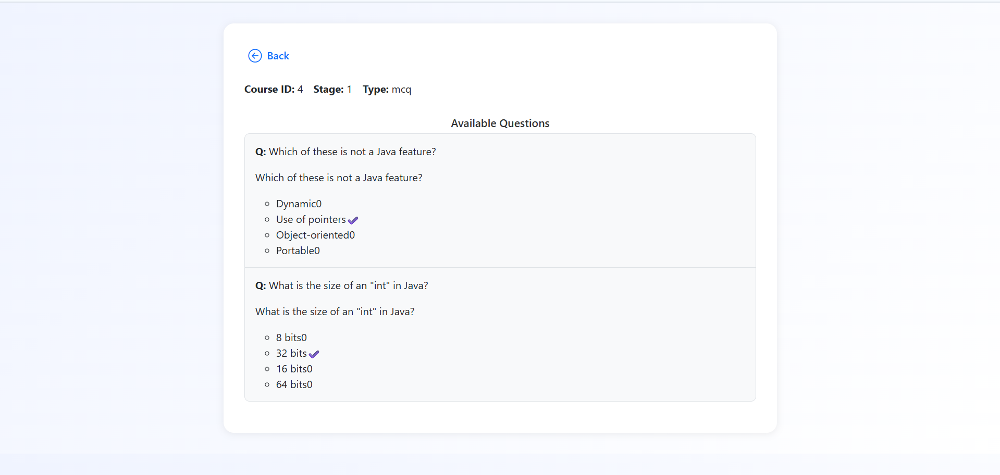 Back
Course ID: 4 Stage: 1 Type: mcq
Available Questions
Q: Which of these is not a Java feature?
Which of these is not a Java feature?
Dynamic0
Use of pointers
Object-oriented0
Portable0
Q: What is the size of an "int" in Java?
What is the size of an "int" in Java?
8 bits0
32 bits
16 bits0
64 bits0